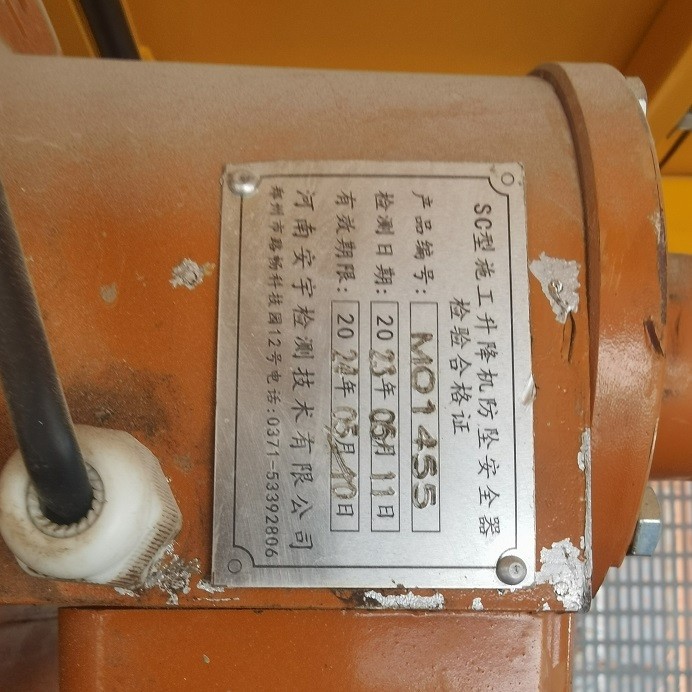 SC型施工升降机防坠安全器
检验合格证
产品编号: M01455
检测日期: 2023年05月11日
有效期限: 2024年05月10日
河南安宇检测技术有限公司
郑州市路畅科技园12号电话:0371-53392806